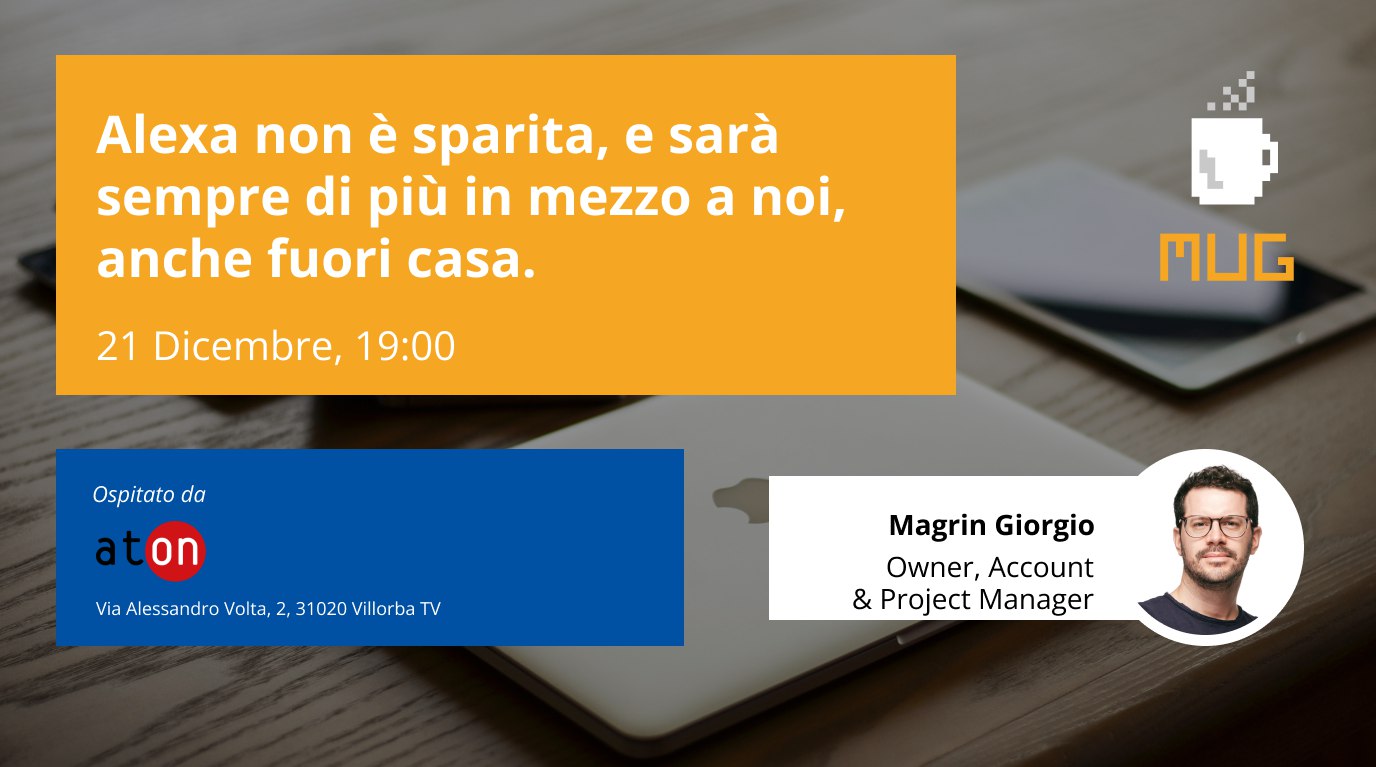 Alexa non è sparita, e sarà
sempre di più in mezzo a noi,
anche fuori casa.
21 Dicembre, 19:00
MUG
Ospitato da
aton
Via Alessandro Volta, 2, 31020 Villorba TV
Magrin Giorgio
Owner, Account
& Project Manager